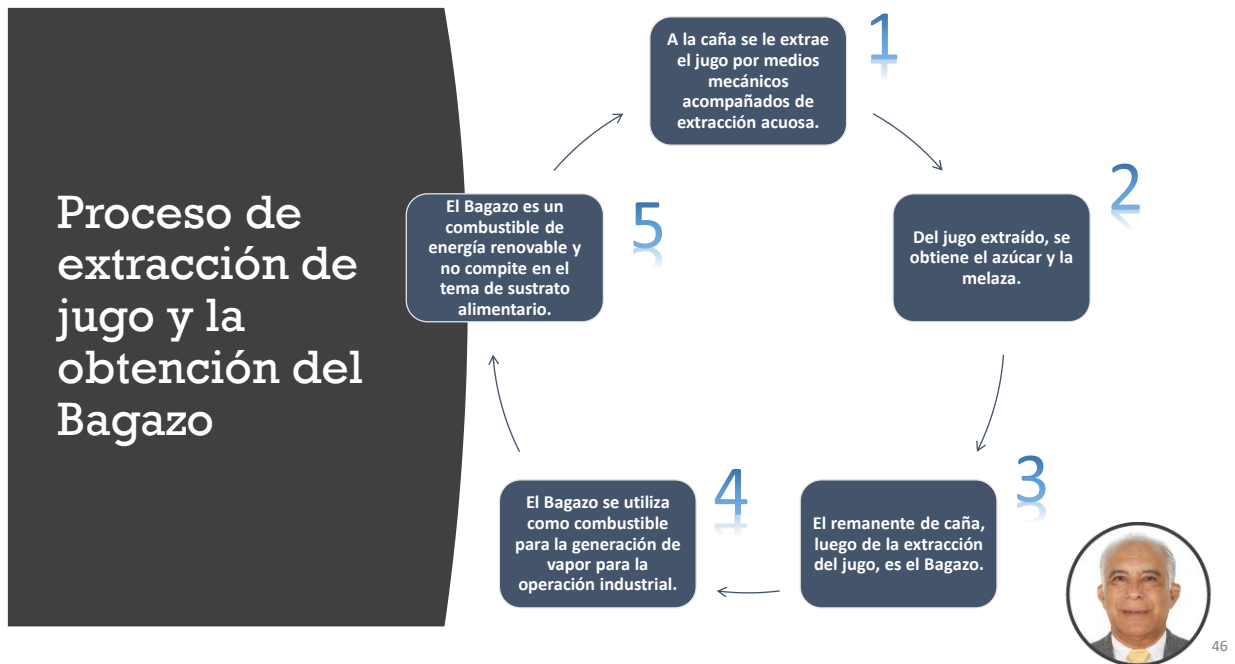 Proceso de
extracción de
jugo y la
obtención del
Bagazo
1
A la caña se le extrae
el jugo por medios
mecánicos
acompañados de
extracción acuosa.
2
Del jugo extraído, se
obtiene el azúcar y la
melaza.
3
El remanente de caña,
luego de la extracción
del jugo, es el Bagazo.
4
El Bagazo se utiliza
como combustible
para la generación de
vapor para la
operación industrial.
5
El Bagazo es un
combustible de
energía renovable y
no compite en el
tema de sustrato
alimentario.
46